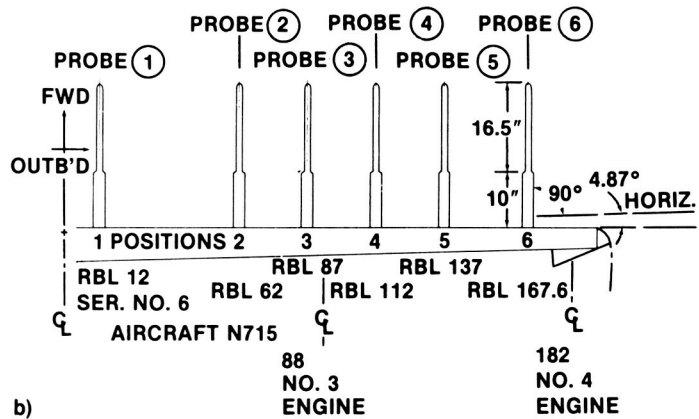 PROBE 2 PROBE 4 PROBE 6
PROBE 1 PROBE 3 PROBE 5
FWD
OUTB'D
16.5"
10"
90°
4.87°
HORIZ.
1 POSITIONS 2 3 4 5 6
RBL 12
SER. NO. 6
RBL 62
RBL 87
RBL 112
RBL 137
RBL 167.6
CL
AIRCRAFT N715
CL
CL
88
NO. 3
ENGINE
182
NO. 4
ENGINE
b)